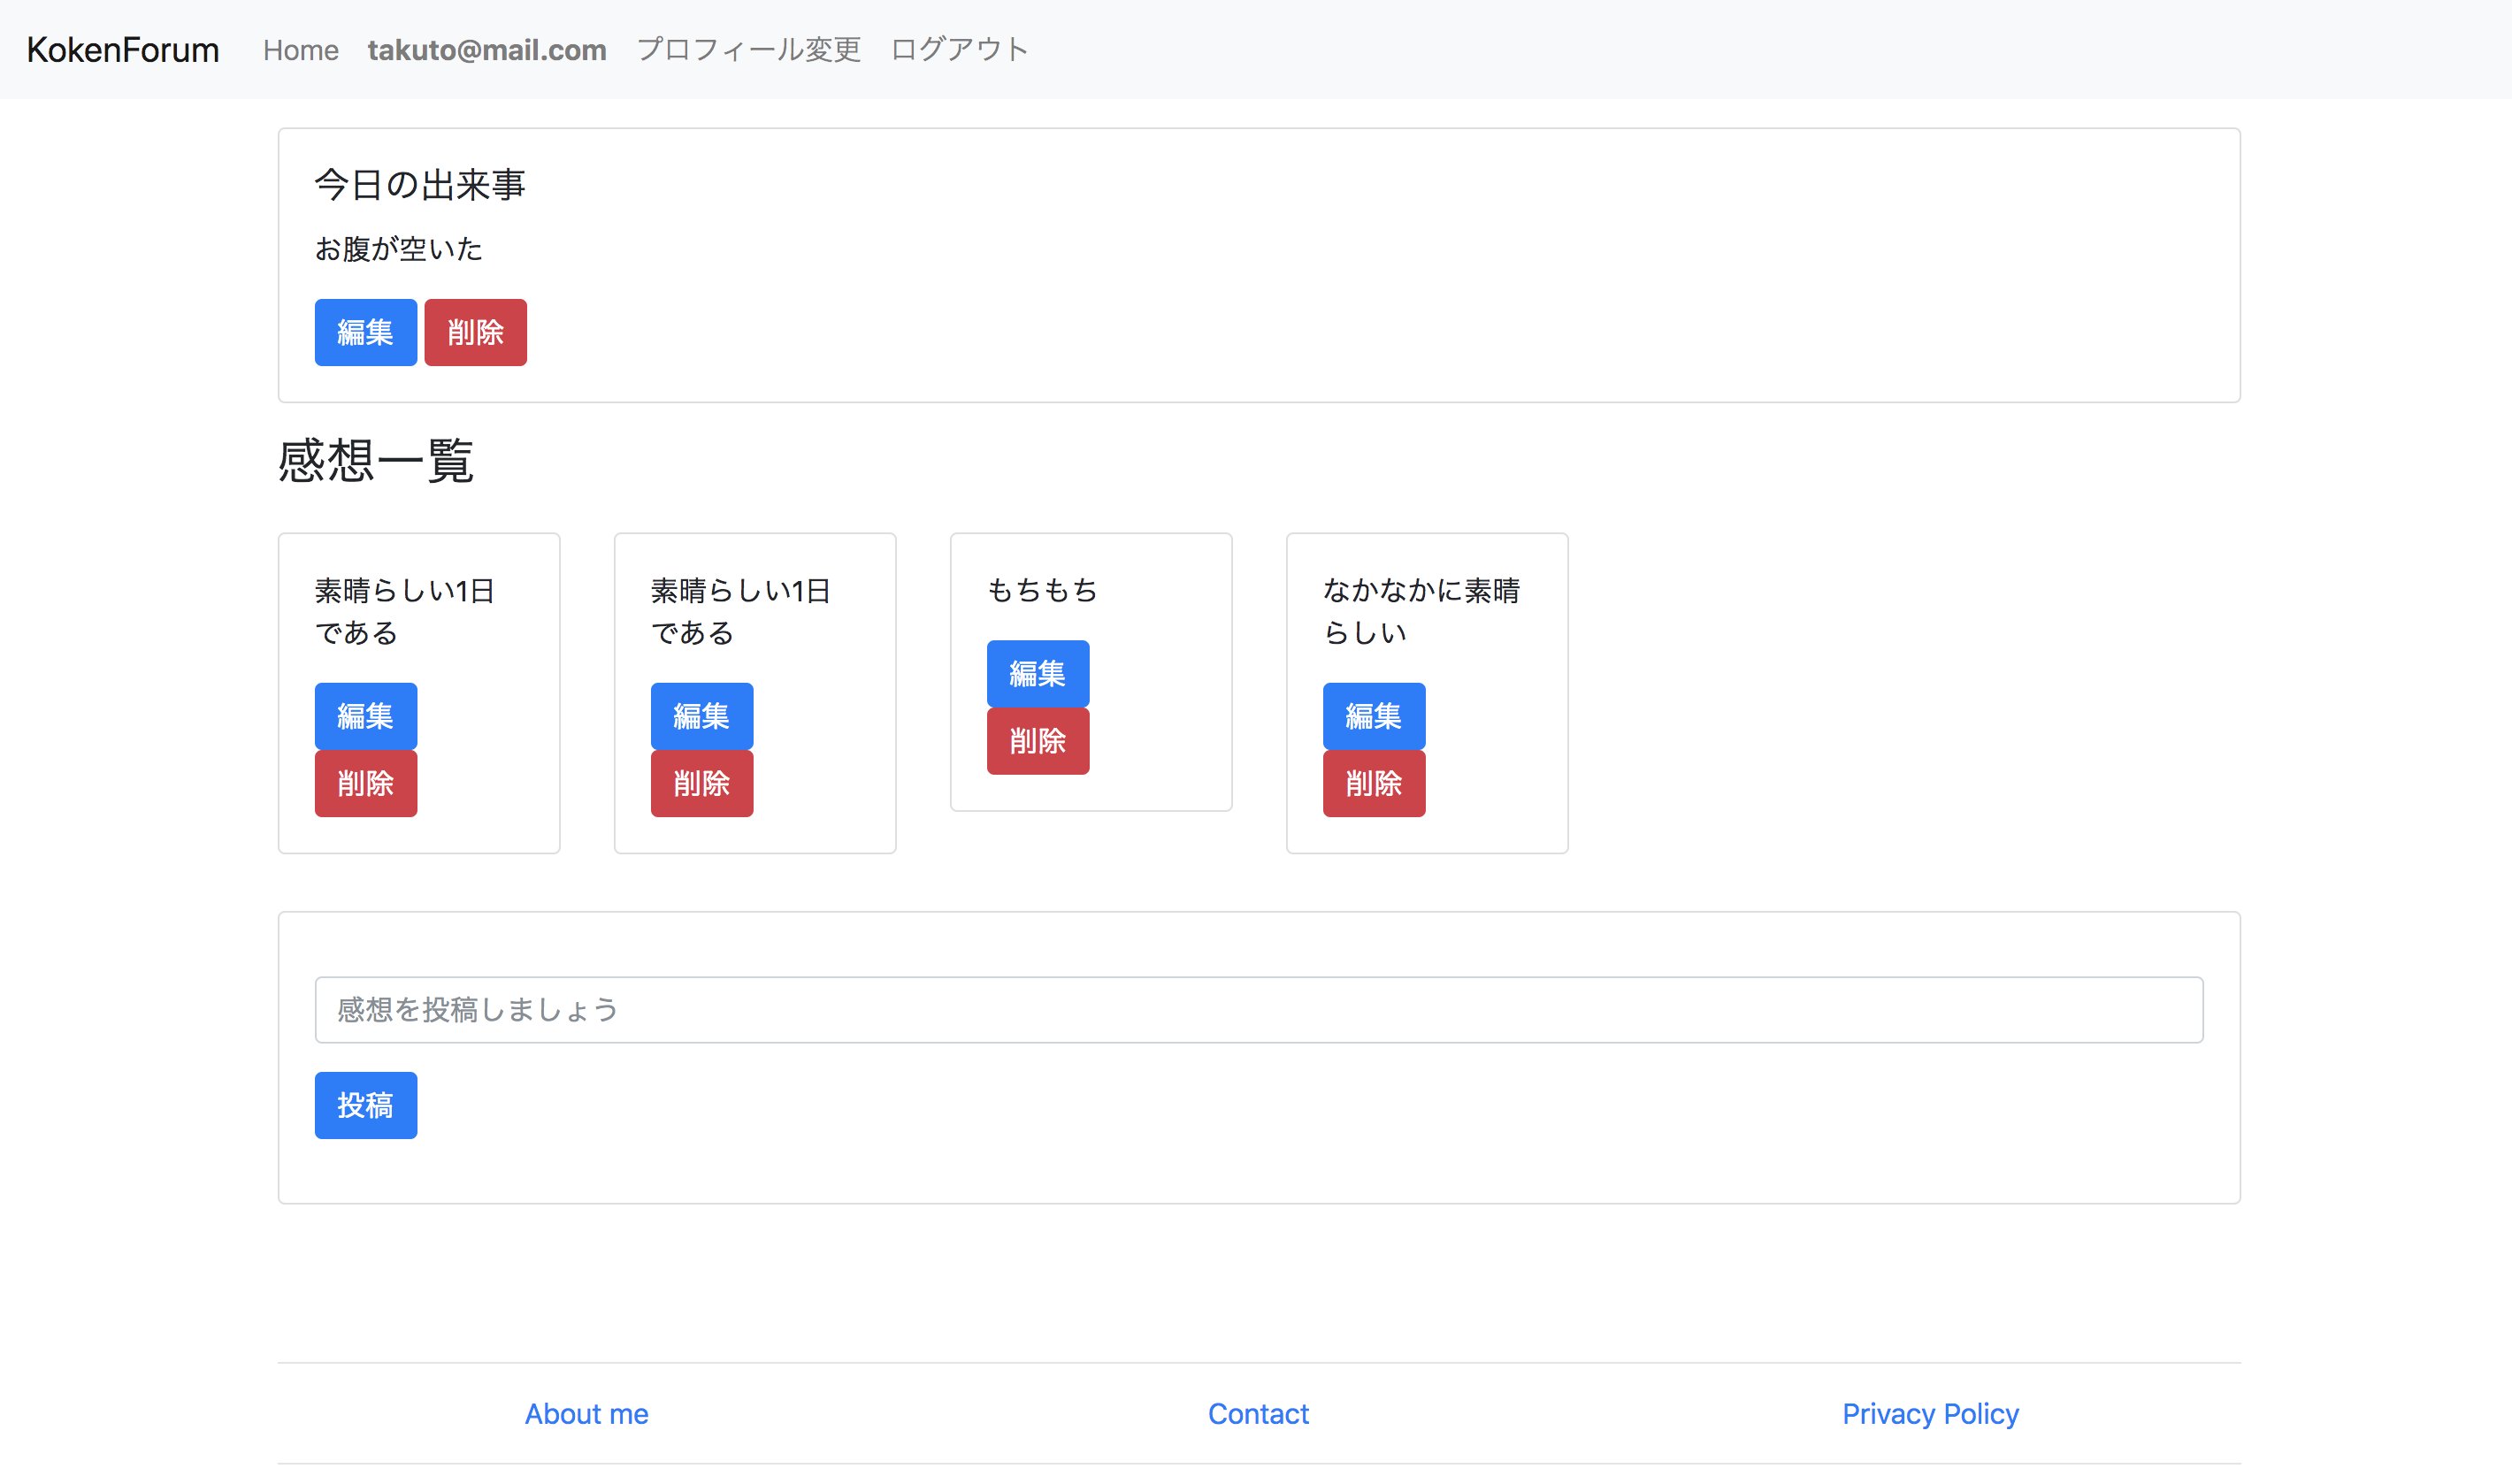 KokenForum Home takuto@mail.com プロフィール変更 ログアウト
今日の出来事
お腹が空いた
編集 削除
感想一覧
素晴らしい1日
である
編集
削除
素晴らしい1日
である
編集
削除
もちもち
編集
削除
なかなかに素晴
らしい
編集
削除
感想を投稿しましょう
投稿
About me Contact Privacy Policy